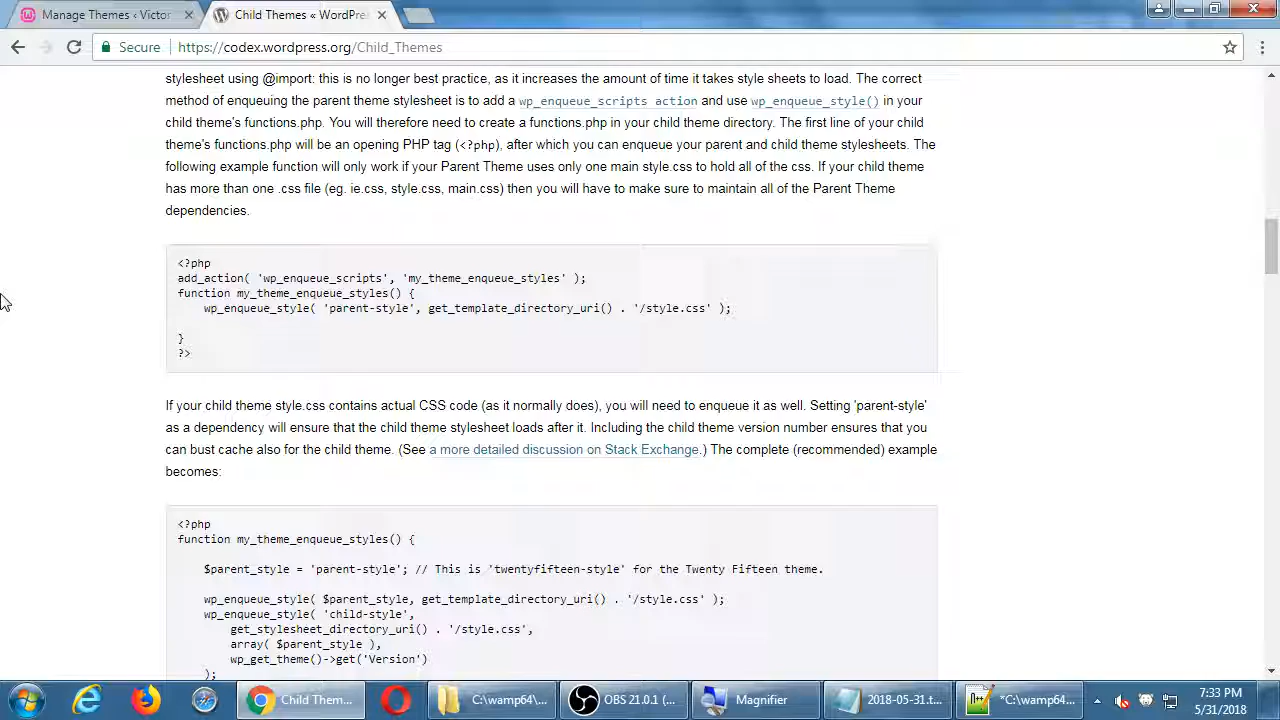 Manage Themes ‹ Victor
Child Themes « WordPre
Secure
https://codex.wordpress.org/Child_Themes
stylesheet using @import: this is no longer best practice, as it increases the amount of time it takes style sheets to load. The correct
method of enqueuing the parent theme stylesheet is to add a wp_enqueue_scripts action and use wp_enqueue_style() in your
child theme's functions.php. You will therefore need to create a functions.php in your child theme directory. The first line of your child
theme's functions.php will be an opening PHP tag (<?php), after which you can enqueue your parent and child theme stylesheets. The
following example function will only work if your Parent Theme uses only one main style.css to hold all of the css. If your child theme
has more than one .css file (eg. ie.css, style.css, main.css) then you will have to make sure to maintain all of the Parent Theme
dependencies.
<?php
add_action( 'wp_enqueue_scripts', 'my_theme_enqueue_styles' );
function my_theme_enqueue_styles() {
wp_enqueue_style( 'parent-style', get_template_directory_uri() . '/style.css' );
}
?>
If your child theme style.css contains actual CSS code (as it normally does), you will need to enqueue it as well. Setting 'parent-style'
as a dependency will ensure that the child theme stylesheet loads after it. Including the child theme version number ensures that you
can bust cache also for the child theme. (See a more detailed discussion on Stack Exchange.) The complete (recommended) example
becomes:
<?php
function my_theme_enqueue_styles() {
$parent_style = 'parent-style'; // This is 'twentyfifteen-style' for the Twenty Fifteen theme.
wp_enqueue_style( $parent_style, get_template_directory_uri() . '/style.css' );
wp_enqueue_style( 'child-style',
get_stylesheet_directory_uri() . '/style.css',
array( $parent_style ),
wp_get_theme()->get('Version')
);
Child Them...
C:\wamp64\...
OBS 21.0.1 (...
Magnifier
2018-05-31.t...
*C:\wamp64...
7:33 PM
5/31/2018